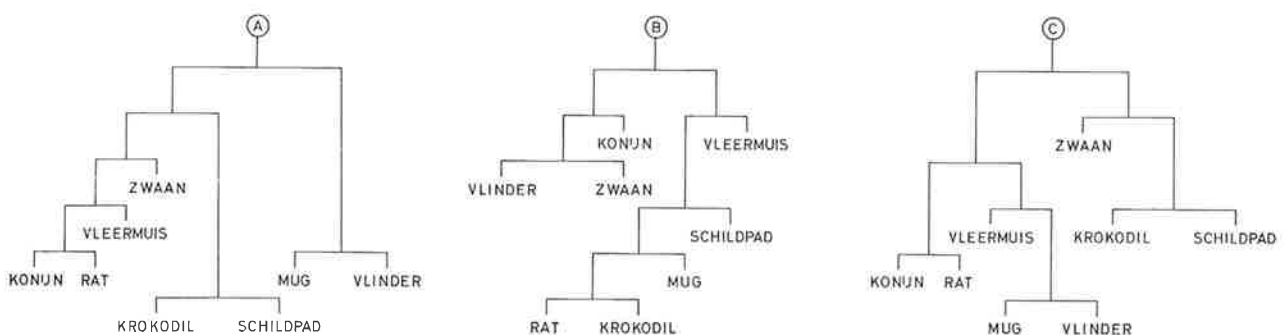 A
ZWAAN
VLEERMUIS
KONIJN RAT
MUG VLINDER
KROKODIL SCHILDPAD
B
KONIJN VLEERMUIS
VLINDER ZWAAN
SCHILDPAD
MUG
RAT KROKODIL
C
ZWAAN
VLEERMUIS KROKODIL SCHILDPAD
KONIJN RAT
MUG VLINDER